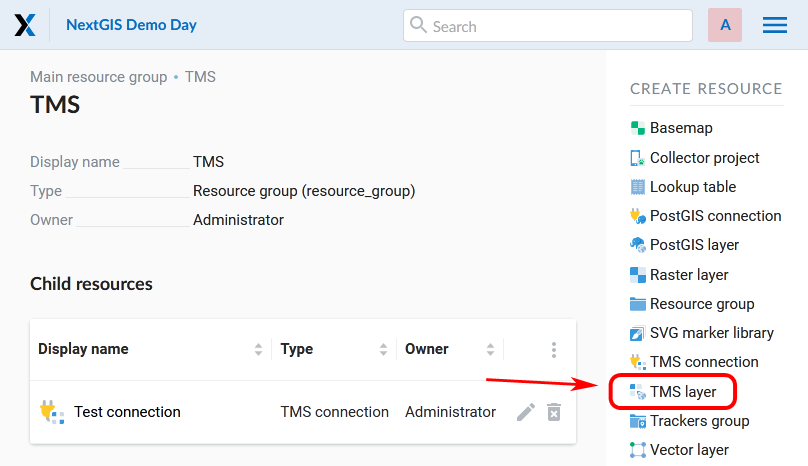 NextGIS Demo Day
Search
A
Main resource group • TMS
TMS
Display name TMS
Type Resource group (resource_group)
Owner Administrator
Child resources
Display name Type Owner
Test connection TMS connection Administrator
CREATE RESOURCE
Basemap
Collector project
Lookup table
PostGIS connection
PostGIS layer
Raster layer
Resource group
SVG marker library
TMS connection
TMS layer
Trackers group
Vector layer